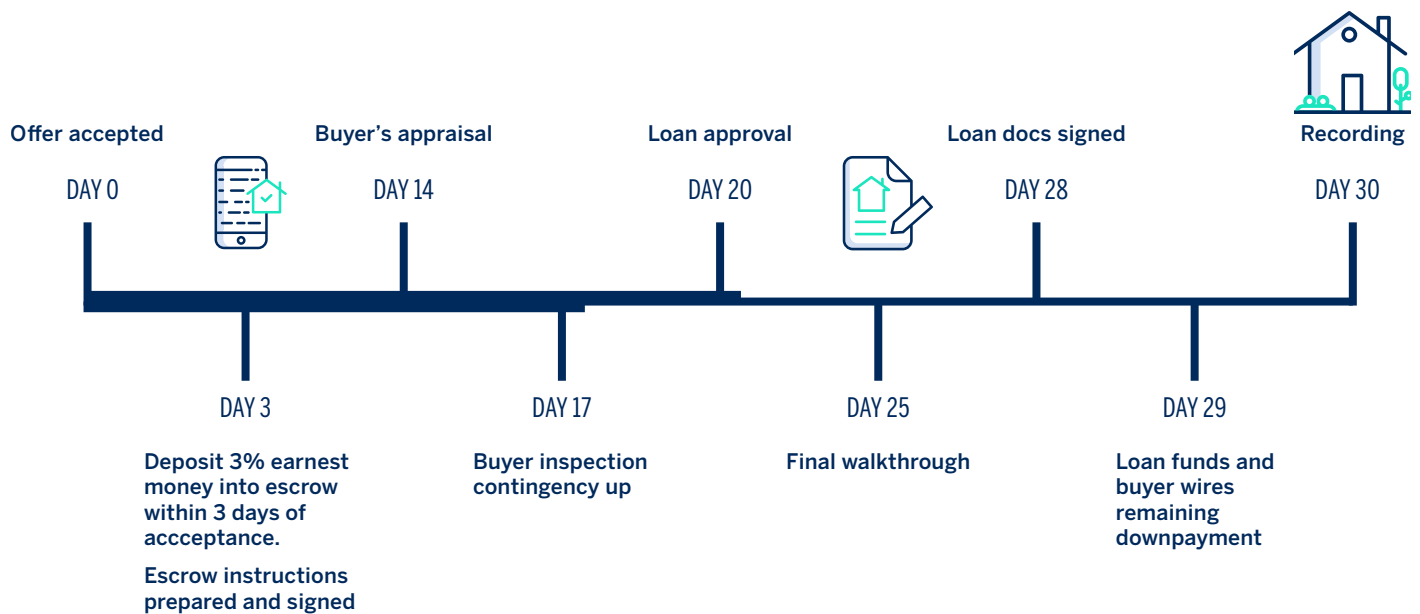 Offer accepted
DAY 0
Buyer’s appraisal
DAY 14
Loan approval
DAY 20
Loan docs signed
DAY 28
Recording
DAY 30
DAY 3
Deposit 3% earnest
money into escrow
within 3 days of
accceptance.
Escrow instructions
prepared and signed
DAY 17
Buyer inspection
contingency up
DAY 25
Final walkthrough
DAY 29
Loan funds and
buyer wires
remaining
downpayment